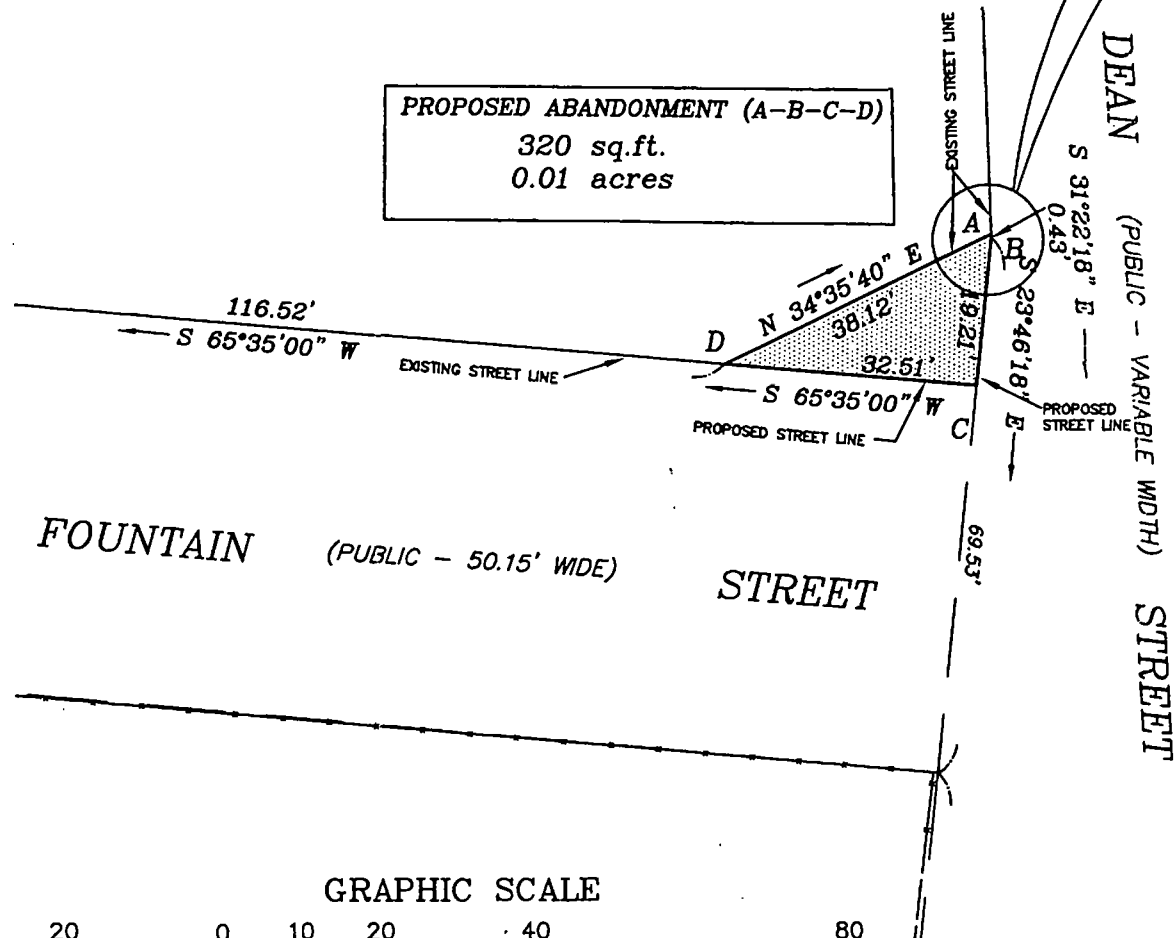 PROPOSED ABANDONMENT (A-B-C-D)
320 sq.ft.
0.01 acres
EXISTING STREET LINE
DEAN (PUBLIC - VARIABLE WIDTH) STREET
S 31°22'18" E
0.43'
A
B
S 23°46'18' E
19.21'
N 34°35'40" E
38.12'
D
32.51'
S 65°35'00" W
C
PROPOSED
STREET LINE
PROPOSED STREET LINE
116.52'
S 65°35'00" W
EXISTING STREET LINE
69.53'
FOUNTAIN (PUBLIC - 50.15' WIDE) STREET
GRAPHIC SCALE
20 0 10 20 40 80